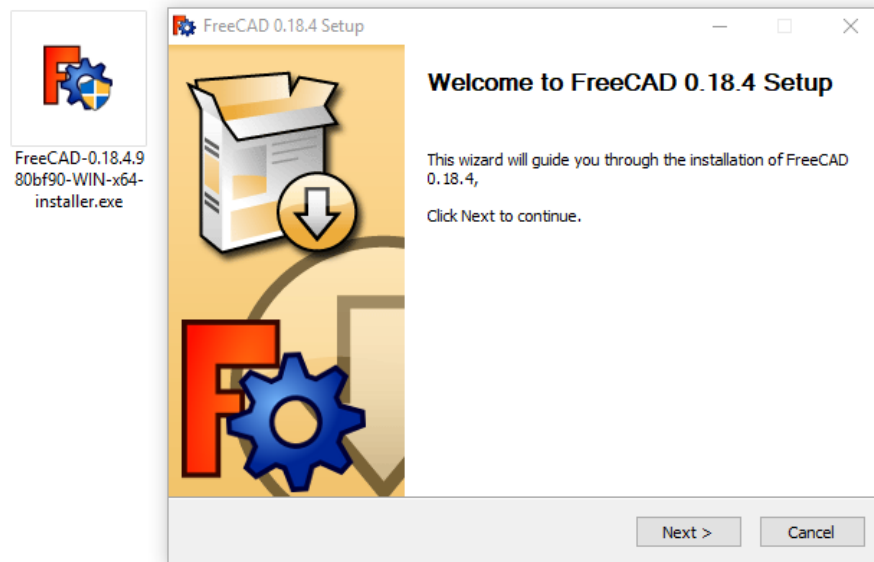 FreeCAD-0.18.4.9
80bf90-WIN-x64-
installer.exe
FreeCAD 0.18.4 Setup
Welcome to FreeCAD 0.18.4 Setup
This wizard will guide you through the installation of FreeCAD
0.18.4,
Click Next to continue.
Next >
Cancel